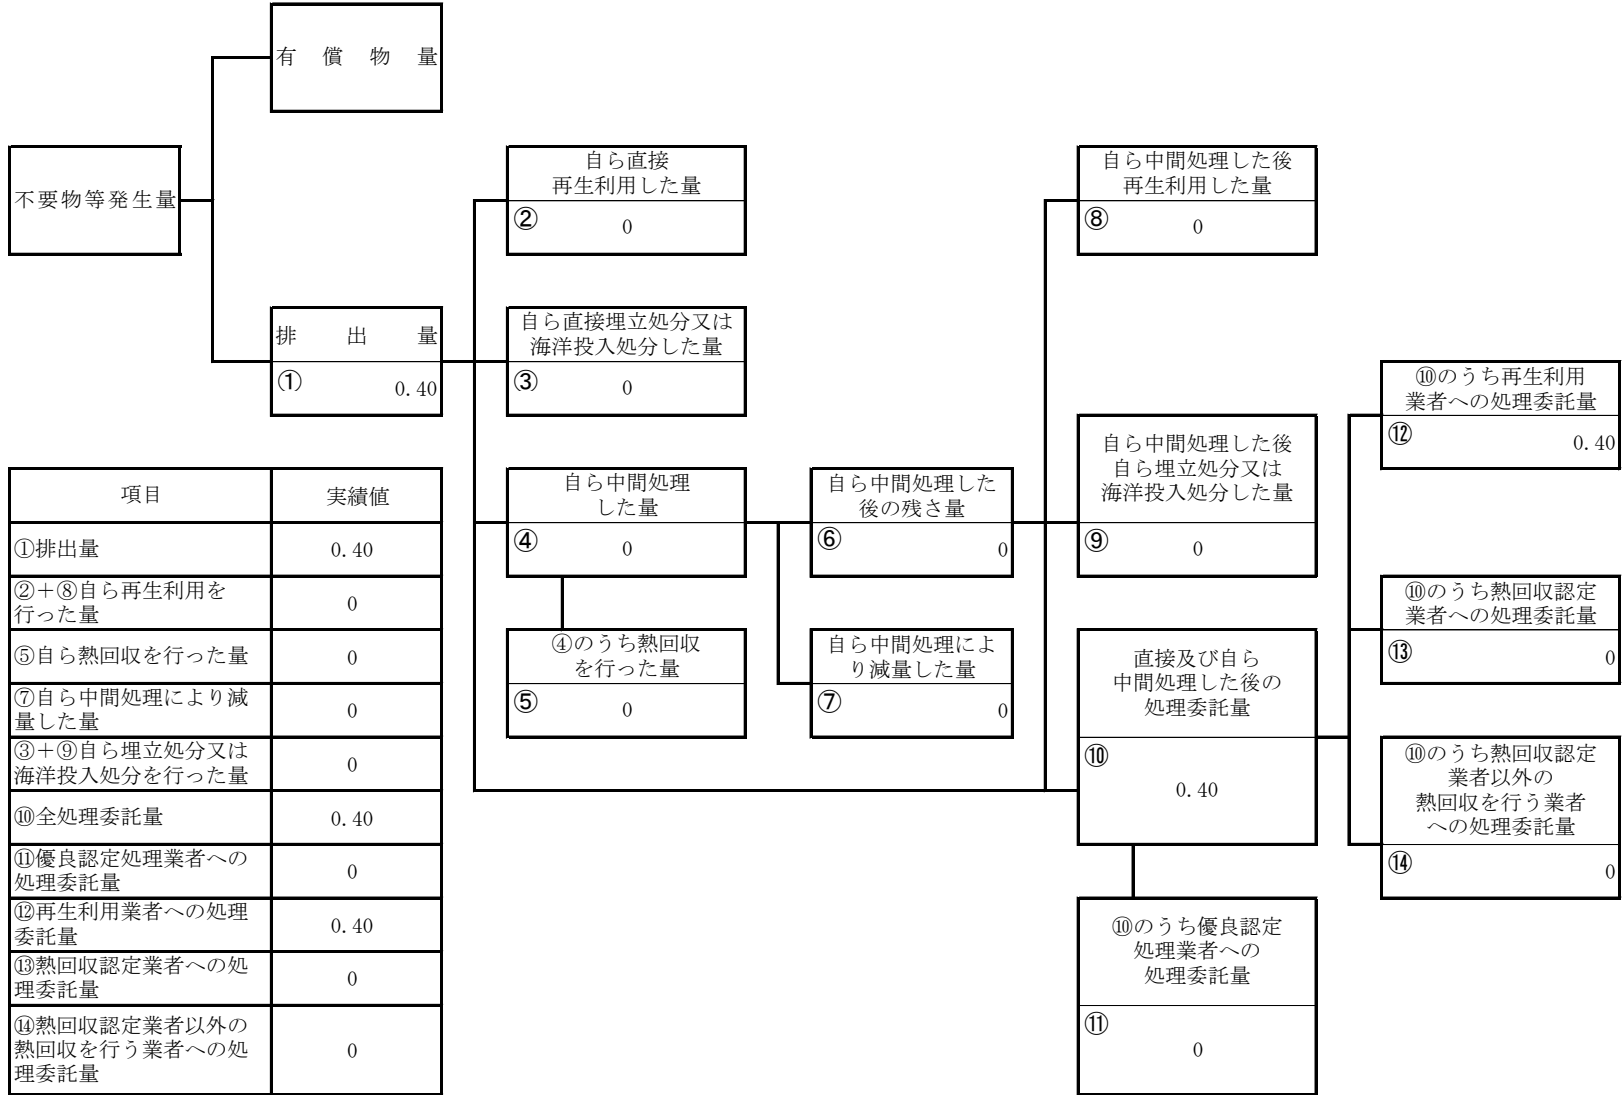 有償物量
不要物等発生量
排出量
① 0.40
自ら直接
再生利用した量
② 0
自ら直接埋立処分又は
海洋投入処分した量
③ 0
自ら中間処理
した量
④ 0
④のうち熱回収
を行った量
⑤ 0
自ら中間処理した
後の残さ量
⑥ 0
自ら中間処理によ
り減量した量
⑦ 0
自ら中間処理した後
再生利用した量
⑧ 0
自ら中間処理した後
自ら埋立処分又は
海洋投入処分した量
⑨ 0
直接及び自ら
中間処理した後の
処理委託量
⑩
0.40
⑩のうち優良認定
処理業者への
処理委託量
⑪
0
⑩のうち再生利用
業者への処理委託量
⑫ 0.40
⑩のうち熱回収認定
業者への処理委託量
⑬ 0
⑩のうち熱回収認定
業者以外の
熱回収を行う業者
への処理委託量
⑭ 0
項目 実績値
①排出量 0.40
②+⑧自ら再生利用を
行った量 0
⑤自ら熱回収を行った量 0
⑦自ら中間処理により減
量した量 0
③+⑨自ら埋立処分又は
海洋投入処分を行った量 0
⑩全処理委託量 0.40
⑪優良認定処理業者への
処理委託量 0
⑫再生利用業者への処理
委託量 0.40
⑬熱回収認定業者への処
理委託量 0
⑭熱回収認定業者以外の
熱回収を行う業者への処 0
理委託量